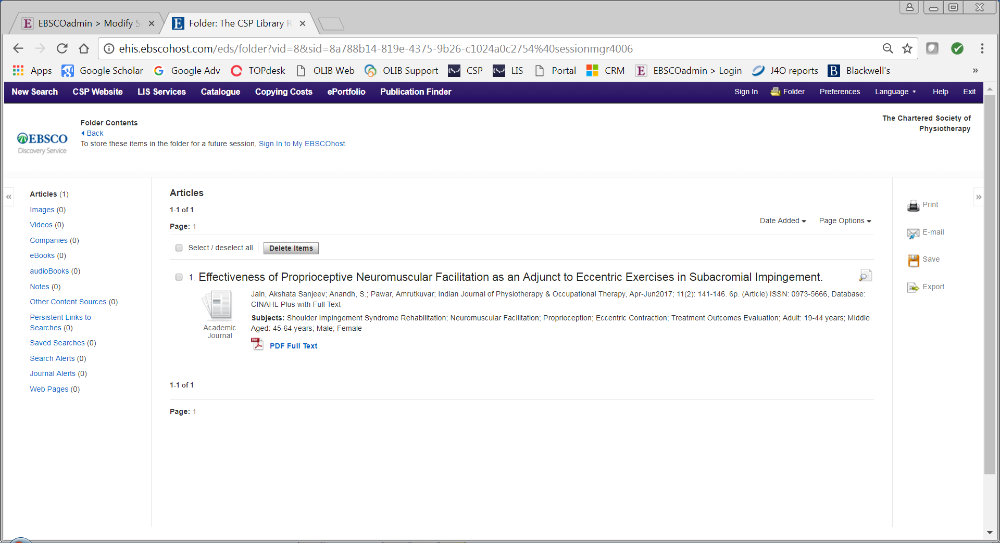 EBSCOadmin > Modify S
Folder: The CSP Library R
ehis.ebscohost.com/eds/folder?vid=8&sid=8a788b14-819e-4375-9b26-c1024a0c2754%40sessionmgr4006
Apps Google Scholar Google Adv TOPdesk OLIB Web OLIB Support CSP LIS Portal CRM EBSCOadmin > Login J4O reports Blackwell's »
New Search CSP Website LIS Services Catalogue Copying Costs ePortfolio Publication Finder Sign In Folder Preferences Language Help Exit
EBSCO
Discovery Service
Folder Contents
Back
To store these items in the folder for a future session, Sign In to My EBSCOhost.
The Chartered Society of
Physiotherapy
Articles (1)
Images (0)
Videos (0)
Companies (0)
eBooks (0)
audioBooks (0)
Notes (0)
Other Content Sources (0)
Persistent Links to
Searches (0)
Saved Searches (0)
Search Alerts (0)
Journal Alerts (0)
Web Pages (0)
Articles
1-1 of 1
Page: 1
Date Added Page Options
Select / deselect all Delete Items
1. Effectiveness of Proprioceptive Neuromuscular Facilitation as an Adjunct to Eccentric Exercises in Subacromial Impingement.
Academic
Journal
Jain, Akshata Sanjeev; Anandh, S.; Pawar, Amrutkuvar; Indian Journal of Physiotherapy & Occupational Therapy, Apr-Jun2017; 11(2): 141-146. 6p. (Article) ISSN: 0973-5666, Database:
CINAHL Plus with Full Text
Subjects: Shoulder Impingement Syndrome Rehabilitation; Neuromuscular Facilitation; Proprioception; Eccentric Contraction; Treatment Outcomes Evaluation; Adult: 19-44 years; Middle
Aged: 45-64 years; Male; Female
PDF Full Text
1-1 of 1
Page: 1
Print
E-mail
Save
Export